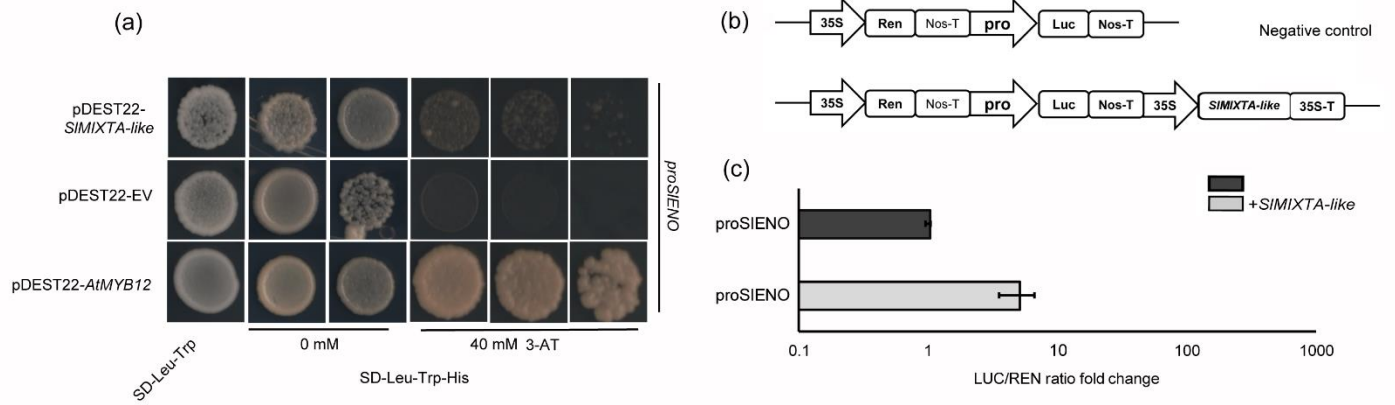 (a)
pDEST22-
SlMIXTA-like
pDEST22-EV
pDEST22-AtMYB12
proSlENO
SD-Leu-Trp
0 mM
40 mM 3-AT
SD-Leu-Trp-His
(b)
35S Ren Nos-T pro Luc Nos-T
Negative control
35S Ren Nos-T pro Luc Nos-T 35S SlMIXTA-like 35S-T
(c)
+SlMIXTA-like
proSlENO
proSlENO
0.1 1 10 100 1000
LUC/REN ratio fold change